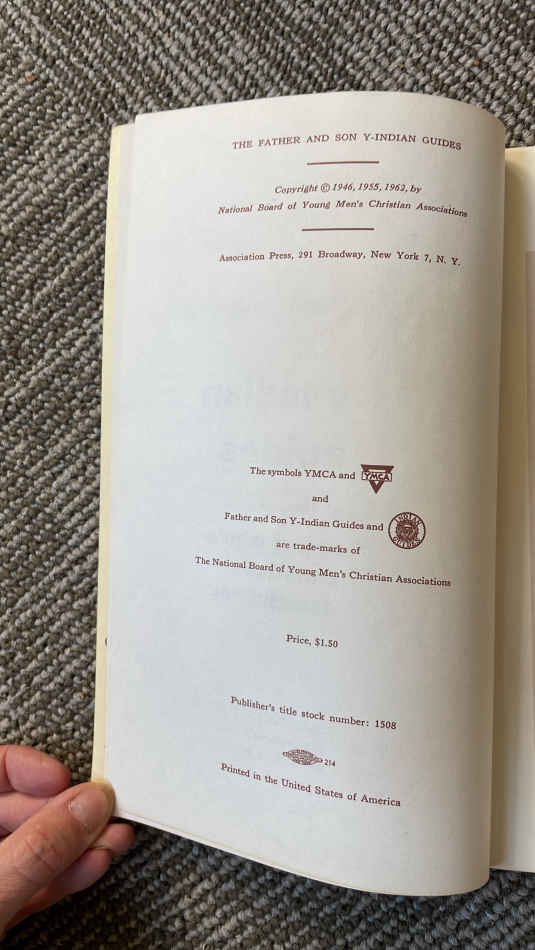 THE FATHER AND SON Y-INDIAN GUIDES
Copyright © 1946, 1955, 1962, by
National Board of Young Men's Christian Associations
Association Press, 291 Broadway, New York 7, N. Y.
The symbols YMCA and YMCA
and
Father and Son Y-Indian Guides and INDIAN GUIDES
are trade-marks of
The National Board of Young Men's Christian Associations
Price, $1.50
Publisher's title stock number: 1508
214
Printed in the United States of America